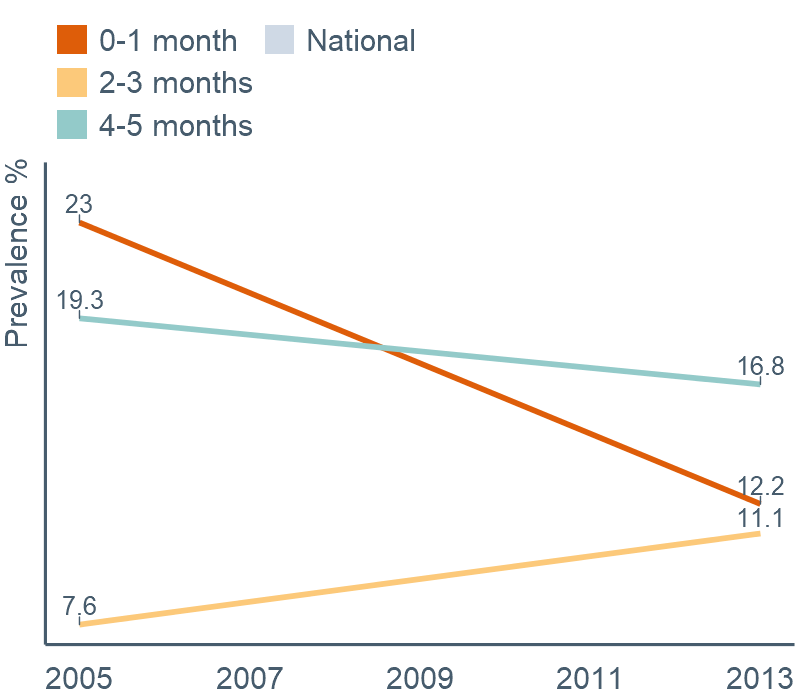 0-1 month
National
2-3 months
4-5 months
Prevalence %
23
19.3
16.8
12.2
11.1
7.6
2005 2007 2009 2011 2013